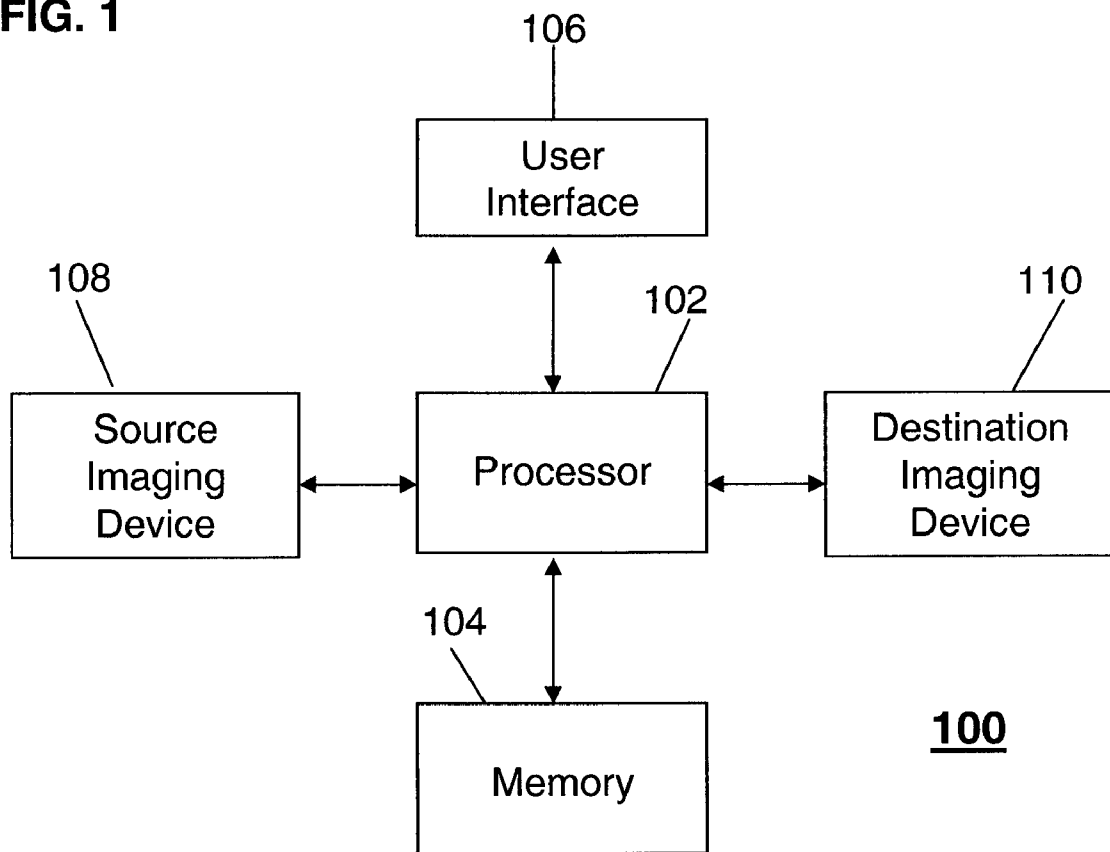 FIG. 1
106
User
Interface
108
102
110
Source
Imaging
Device
Processor
Destination
Imaging
Device
104
Memory
100